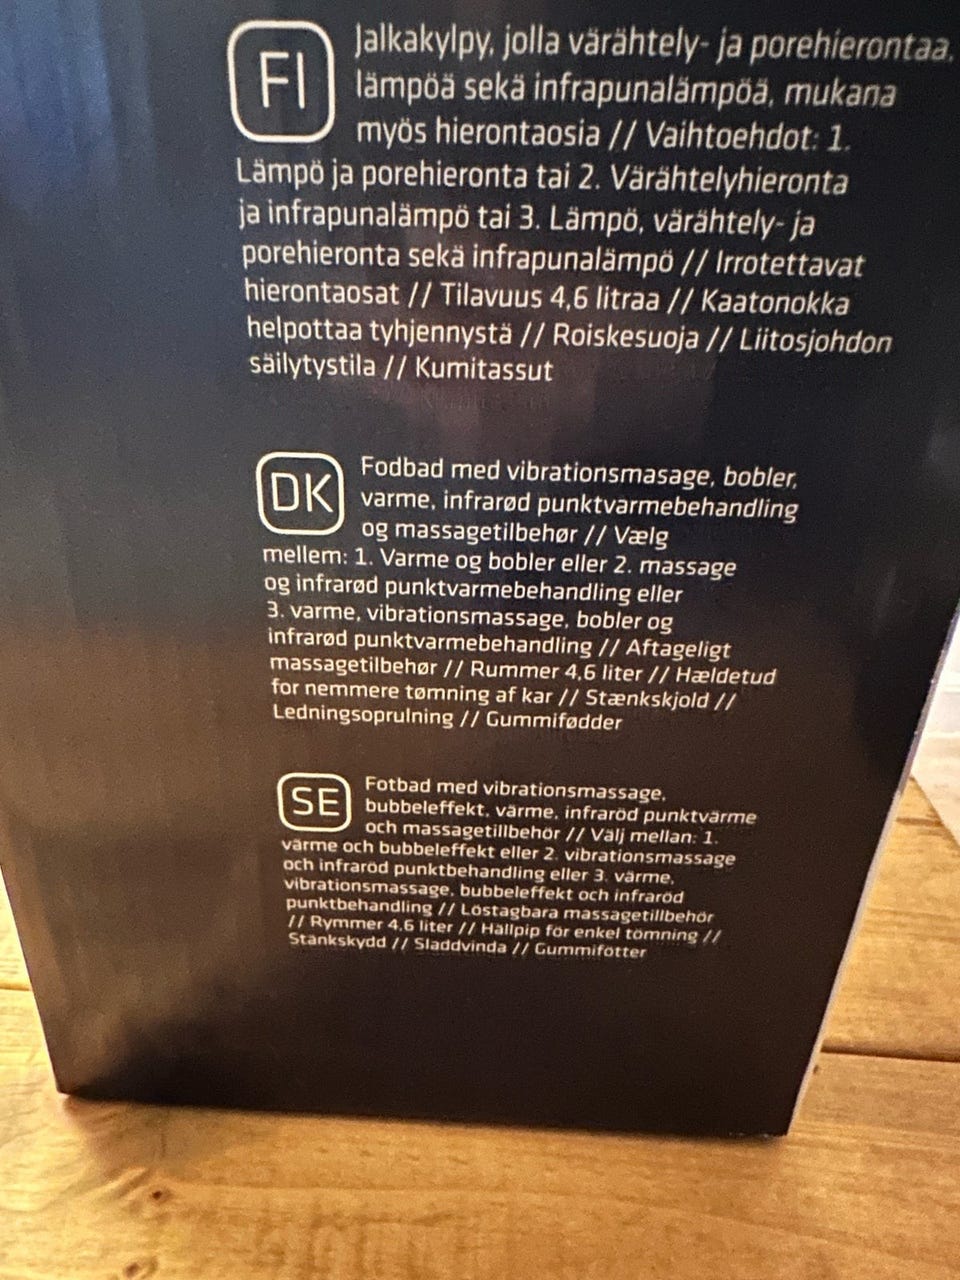 FI
Jalkakylpy, jolla värähtely- ja porehierontaa,
lämpöä sekä infrapunalämpöä, mukana
myös hierontaosia // Vaihtoehdot: 1.
Lämpö ja porehieronta tai 2. Värähtelyhieronta
ja infrapunalämpö tai 3. Lämpö, värähtely- ja
porehieronta sekä infrapunalämpö // Irrotettavat
hierontaosat // Tilavuus 4,6 litraa // Kaatonokka
helpottaa tyhjennystä // Roiskesuoja // Liitosjohdon
säilytystila // Kumitassut
DK
Fodbad med vibrationsmasage, bobler,
varme, infrarød punktvarmebehandling
og massagetilbehør // Vælg
mellem: 1. Varme og bobler eller 2. massage
og infrarød punktvarmebehandling eller
3. varme, vibrationsmassage, bobler og
infrarød punktvarmebehandling // Aftageligt
massagetilbehør // Rummer 4,6 liter // Hældetud
for nemmere tømning af kar // Stænkskjold //
Ledningsoprulning // Gummifødder
SE
Fotbad med vibrationsmassage,
bubbeleffekt, värme, infraröd punktvärme
och massagetillbehör // Välj mellan: 1.
värme och bubbeleffekt eller 2. vibrationsmassage
och infraröd punktbehandling eller 3. värme,
vibrationsmassage, bubbeleffekt och infraröd
punktbehandling // Löstagbara massagetillbehör
// Rymmer 4,6 liter // Hällpip för enkel tömning //
Stänkskydd // Sladdvinda // Gummifötter